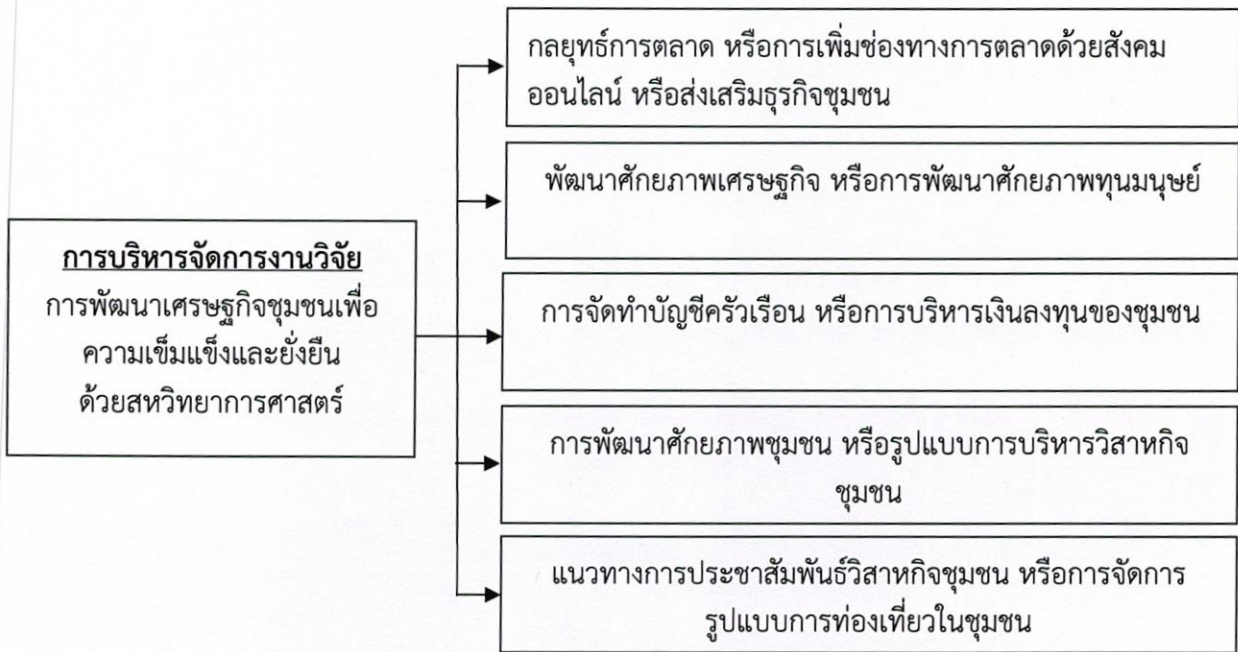 การบริหารจัดการงานวิจัย
การพัฒนาเศรษฐกิจชุมชนเพื่อ
ความเข็มแข็งและยั่งยืน
ด้วยสหวิทยาการศาสตร์
กลยุทธ์การตลาด หรือการเพิ่มช่องทางการตลาดด้วยสังคม
ออนไลน์ หรือส่งเสริมธุรกิจชุมชน
พัฒนาศักยภาพเศรษฐกิจ หรือการพัฒนาศักยภาพทุนมนุษย์
การจัดทำบัญชีครัวเรือน หรือการบริหารเงินลงทุนของชุมชน
การพัฒนาศักยภาพชุมชน หรือรูปแบบการบริหารวิสาหกิจ
ชุมชน
แนวทางการประชาสัมพันธ์วิสาหกิจชุมชน หรือการจัดการ
รูปแบบการท่องเที่ยวในชุมชน